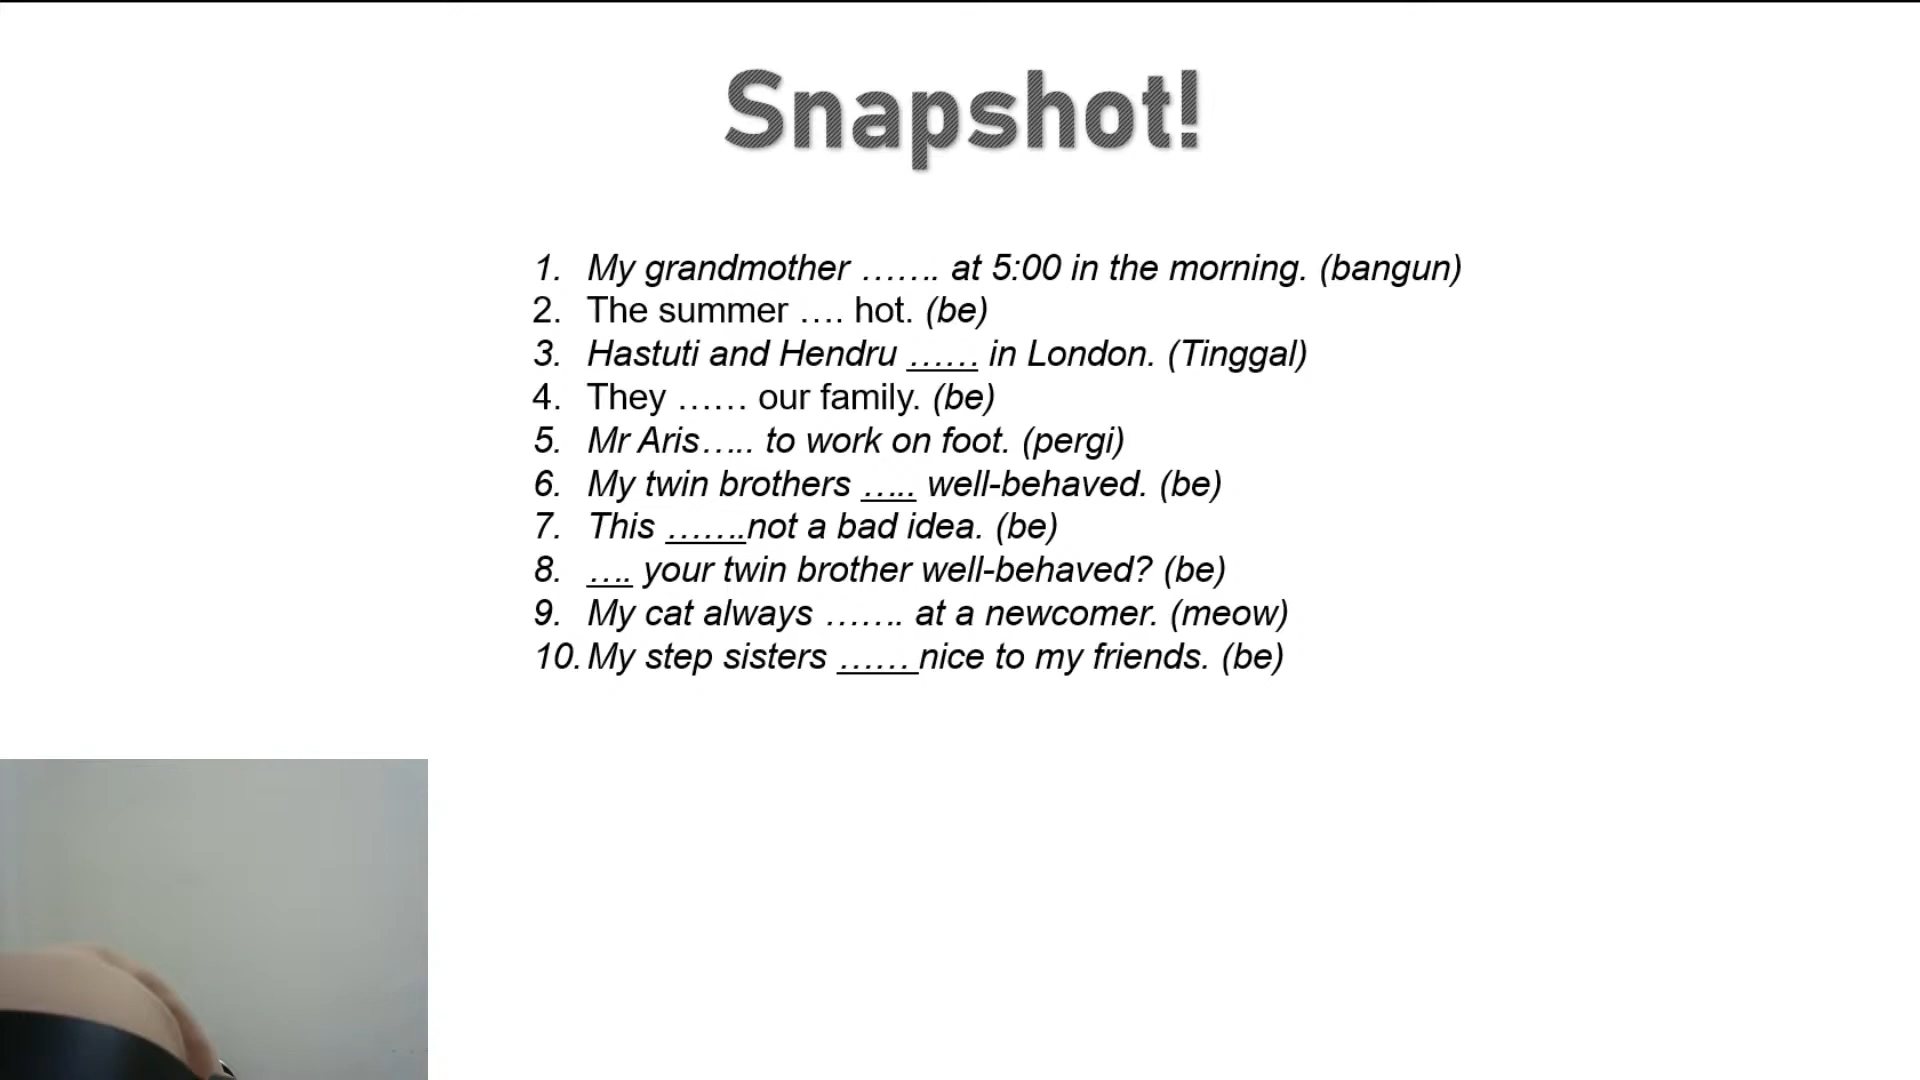 Snapshot!
1. My grandmother ……. at 5:00 in the morning. (bangun)
2. The summer …. hot. (be)
3. Hastuti and Hendru …… in London. (Tinggal)
4. They …… our family. (be)
5. Mr Aris….. to work on foot. (pergi)
6. My twin brothers ….. well-behaved. (be)
7. This …….not a bad idea. (be)
8. …. your twin brother well-behaved? (be)
9. My cat always ……. at a newcomer. (meow)
10. My step sisters …… nice to my friends. (be)